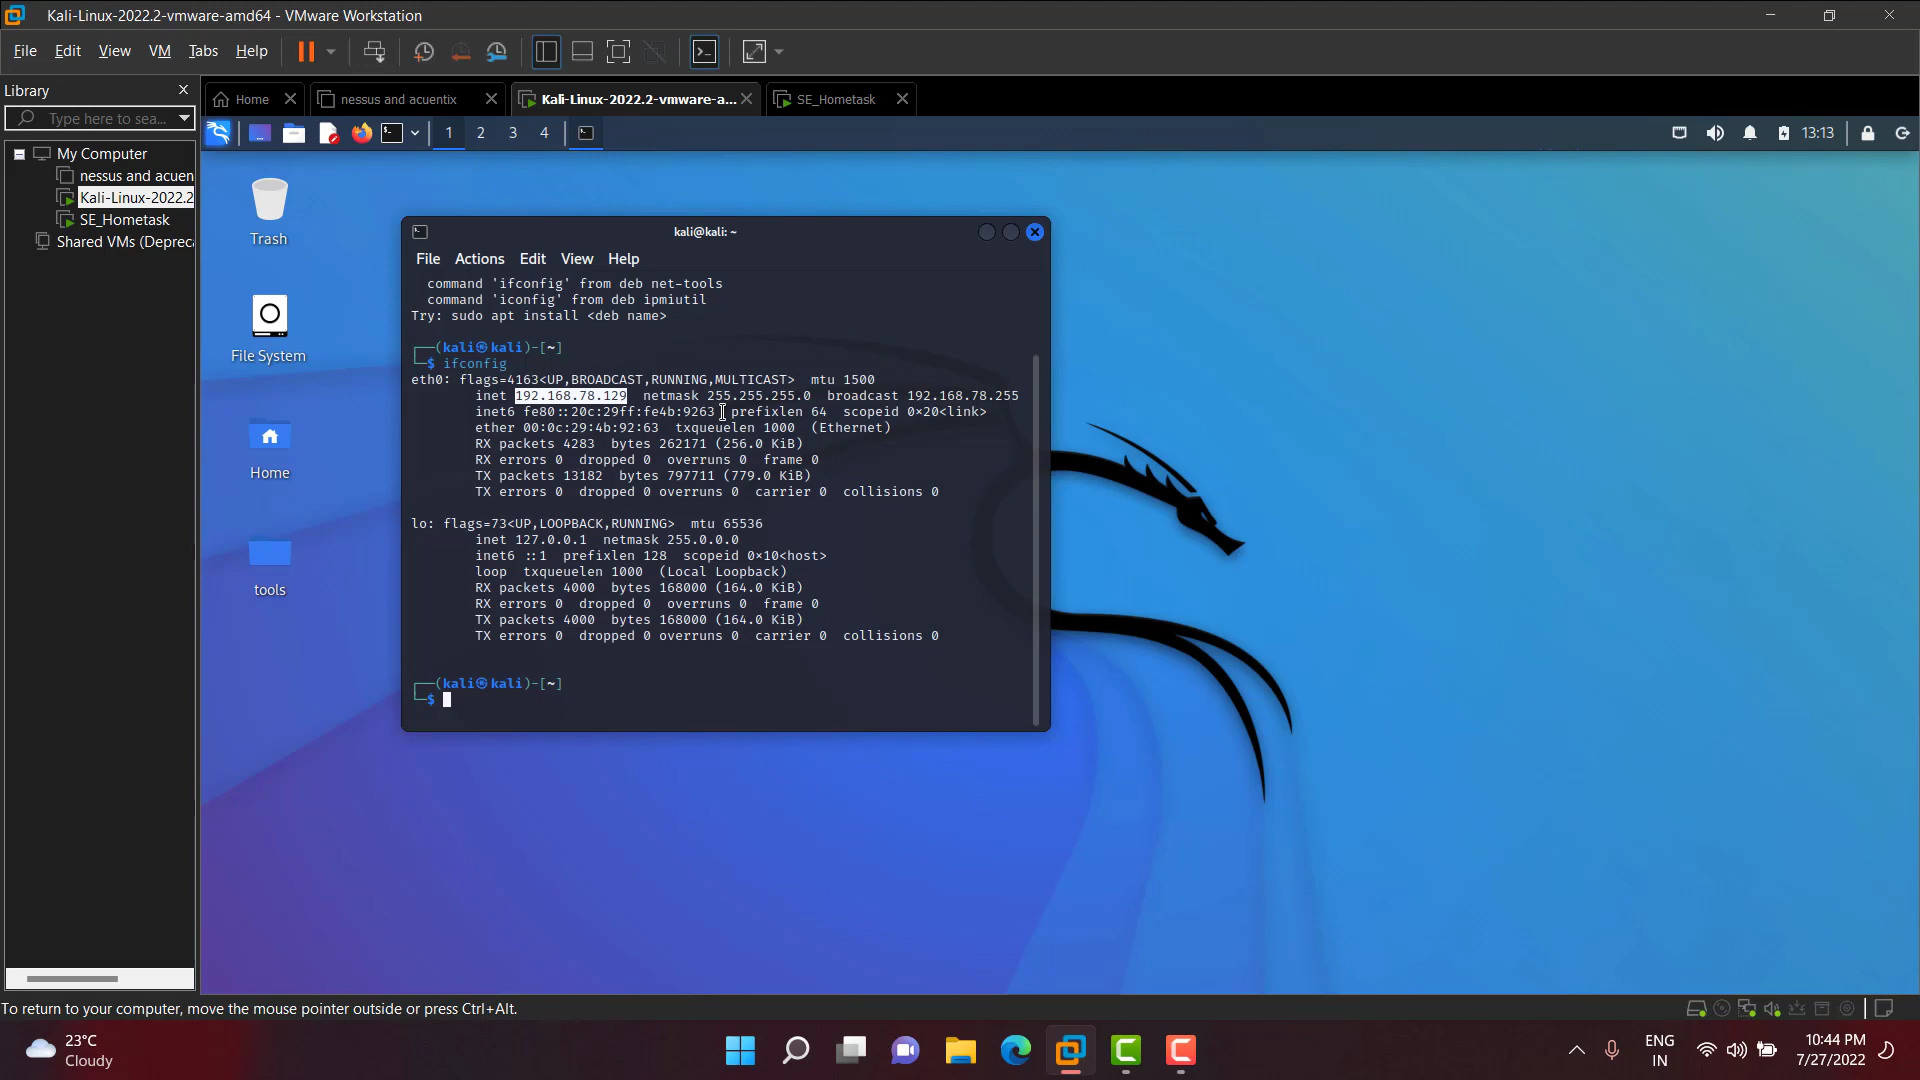 Kali-Linux-2022.2-vmware-amd64 - VMware Workstation
File Edit View VM Tabs Help
Library
Type here to sea...
Home
nessus and acuentix
Kali-Linux-2022.2-vmware-a...
SE_Hometask
1 2 3 4
13:13
My Computer
nessus and acuen
Kali-Linux-2022.2
SE_Hometask
Shared VMs (Depreca
Trash
File System
Home
tools
kali@kali: ~
File Actions Edit View Help
command 'ifconfig' from deb net-tools
command 'iconfig' from deb ipmiutil
Try: sudo apt install <deb name>
┌──(kali㉿kali)-[~]
└─$ ifconfig
eth0: flags=4163<UP,BROADCAST,RUNNING,MULTICAST>  mtu 1500
inet 192.168.78.129  netmask 255.255.255.0  broadcast 192.168.78.255
inet6 fe80::20c:29ff:fe4b:9263  prefixlen 64  scopeid 0×20<link>
ether 00:0c:29:4b:92:63  txqueuelen 1000  (Ethernet)
RX packets 4283  bytes 262171 (256.0 KiB)
RX errors 0  dropped 0  overruns 0  frame 0
TX packets 13182  bytes 797711 (779.0 KiB)
TX errors 0  dropped 0 overruns 0  carrier 0  collisions 0
lo: flags=73<UP,LOOPBACK,RUNNING>  mtu 65536
inet 127.0.0.1  netmask 255.0.0.0
inet6 ::1  prefixlen 128  scopeid 0×10<host>
loop  txqueuelen 1000  (Local Loopback)
RX packets 4000  bytes 168000 (164.0 KiB)
RX errors 0  dropped 0  overruns 0  frame 0
TX packets 4000  bytes 168000 (164.0 KiB)
TX errors 0  dropped 0 overruns 0  carrier 0  collisions 0
┌──(kali㉿kali)-[~]
└─$
To return to your computer, move the mouse pointer outside or press Ctrl+Alt.
23°C
Cloudy
ENG
IN
10:44 PM
7/27/2022